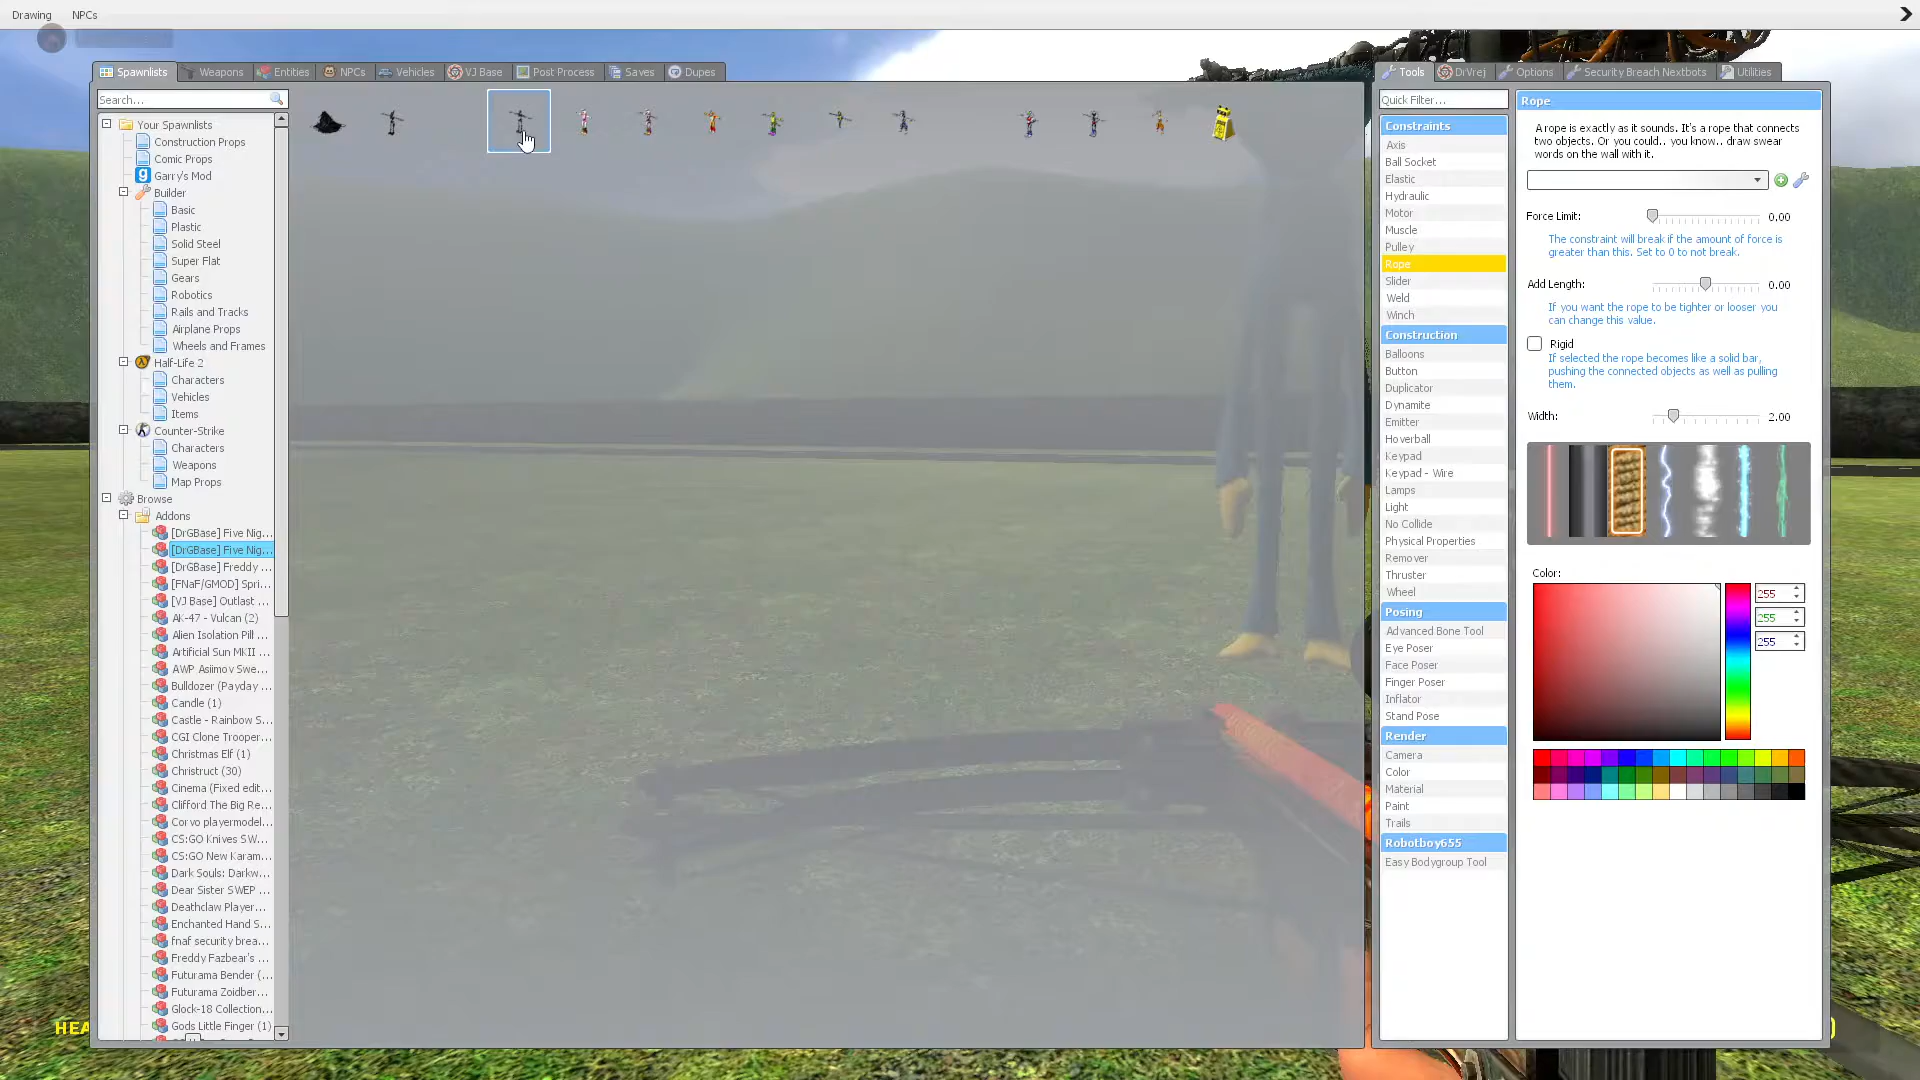 Drawing NPCs
Spawnlists Weapons Entities NPCs Vehicles VJ Base Post Process Saves Dupes
Search...
Your Spawnlists
Construction Props
Comic Props
Garry's Mod
Builder
Basic
Plastic
Solid Steel
Super Flat
Gears
Robotics
Rails and Tracks
Airplane Props
Wheels and Frames
Half-Life 2
Characters
Vehicles
Items
Counter-Strike
Characters
Weapons
Map Props
Browse
Addons
[DrGBase] Five Nig...
[DrGBase] Five Nig...
[DrGBase] Freddy ...
[FNaF/GMOD] Spri...
[VJ Base] Outlast ...
AK-47 - Vulcan (2)
Alien Isolation Pill ...
Artificial Sun MKII ...
AWP Asiimov Swe...
Bulldozer (Payday ...
Candle (1)
Castle - Rainbow S...
CGI Clone Trooper...
Christmas Elf (1)
Christruct (30)
Cinema (Fixed edit...
Clifford The Big Re...
Corvo playermodel...
CS:GO Knives SW...
CS:GO New Karam...
Dark Souls: Darkw...
Dear Sister SWEP ...
Deathclaw Player...
Enchanted Hand S...
fnaf security brea...
Freddy Fazbear's ...
Futurama Bender (...
Futurama Zoidber...
Glock-18 Collection...
Gods Little Finger (1)
HEA
Tools DrVrej Options Security Breach Nextbots Utilities
Quick Filter...
Constraints
Axis
Ball Socket
Elastic
Hydraulic
Motor
Muscle
Pulley
Rope
Slider
Weld
Winch
Construction
Balloons
Button
Duplicator
Dynamite
Emitter
Hoverball
Keypad
Keypad - Wire
Lamps
Light
No Collide
Physical Properties
Remover
Thruster
Wheel
Posing
Advanced Bone Tool
Eye Poser
Face Poser
Finger Poser
Inflator
Stand Pose
Render
Camera
Color
Material
Paint
Trails
Robotboy655
Easy Bodygroup Tool
Rope
A rope is exactly as it sounds. It's a rope that connects
two objects. Or you could.. you know.. draw swear
words on the wall with it.
Force Limit: 0.00
The constraint will break if the amount of force is
greater than this. Set to 0 to not break.
Add Length: 0.00
If you want the rope to be tighter or looser you
can change this value.
Rigid
If selected the rope becomes like a solid bar,
pushing the connected objects as well as pulling
them.
Width: 2.00
Color:
255
255
255